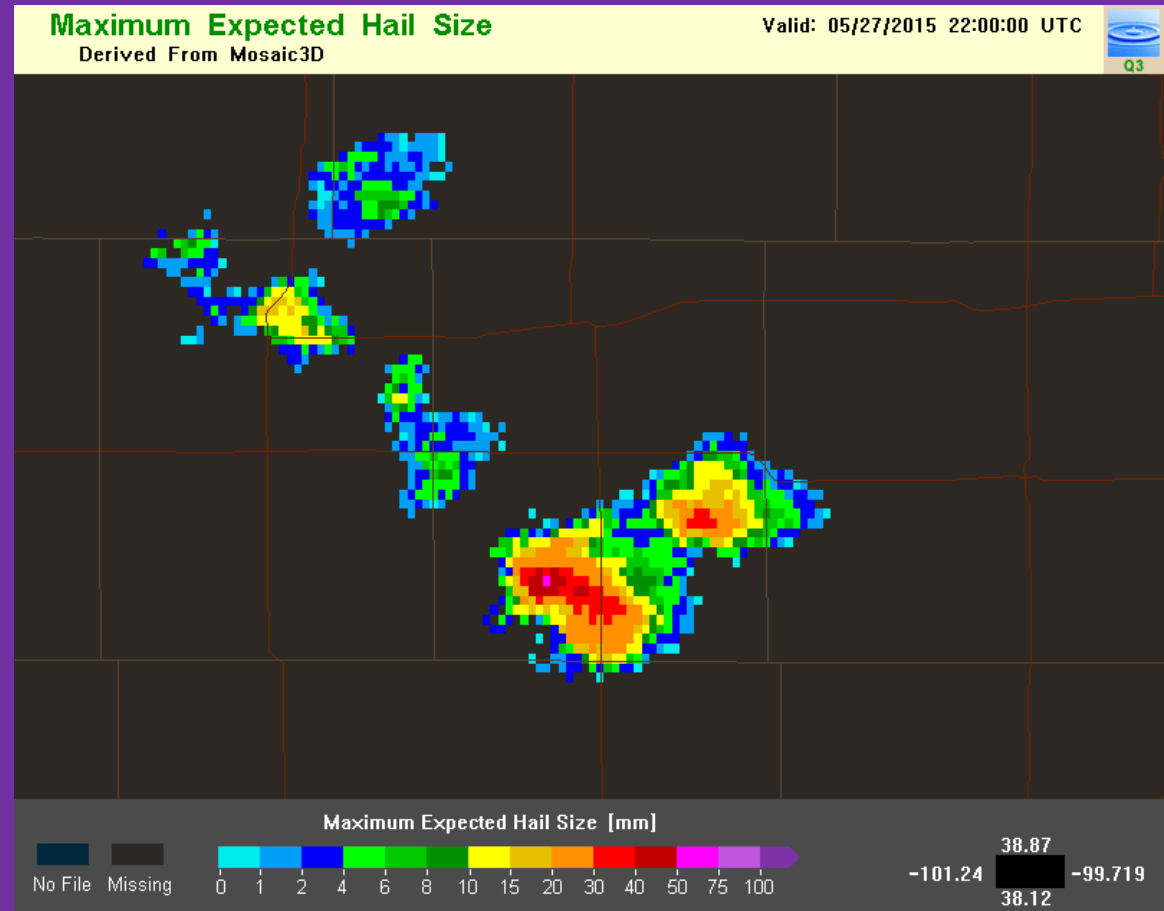 Maximum Expected Hail Size
Derived From Mosaic3D
Valid: 05/27/2015 22:00:00 UTC
Q3
Maximum Expected Hail Size [mm]
No File Missing
0 1 2 4 6 8 10 15 20 30 40 50 75 100
38.87
-101.24 -99.719
38.12